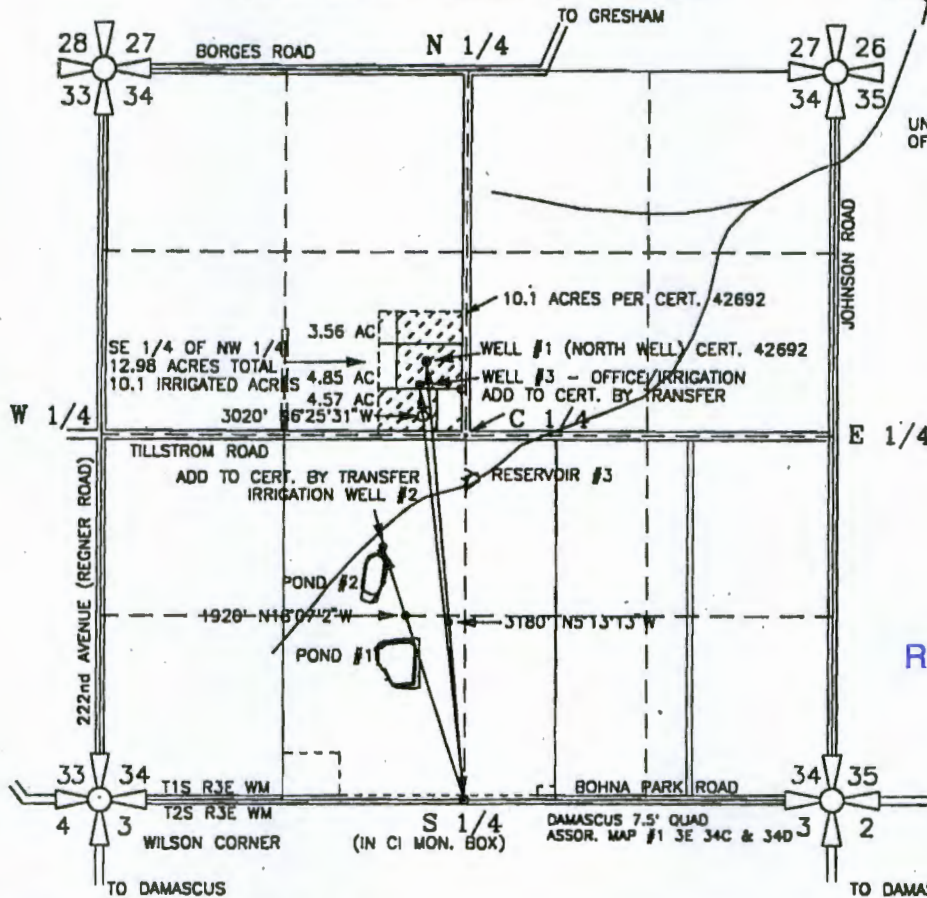 TO GRESHAM
28 27
BORGES ROAD
N 1/4
27 26
33 34
34 35
UN
OF
JOHNSON ROAD
10.1 ACRES PER CERT. 42692
3.56 AC
SE 1/4 OF NW 1/4
12.98 ACRES TOTAL
10.1 IRRIGATED ACRES
4.85 AC
4.57 AC
WELL #1 (NORTH WELL) CERT. 42692
WELL #3 – OFFICE/IRRIGATION
ADD TO CERT. BY TRANSFER
3020' 6°25'31"W
W 1/4
C 1/4
E 1/4
TILLSTROM ROAD
ADD TO CERT. BY TRANSFER
IRRIGATION WELL #2
RESERVOIR #3
222nd AVENUE (REGNER ROAD)
POND #2
1920' N16°07'2"W
3180' N5°13'13"W
POND #1
R
33 34
T1S R3E WM
BOHNA PARK ROAD
34 35
4 3
T2S R3E WM
S 1/4
DAMASCUS 7.5' QUAD
3 2
WILSON CORNER
(IN CI MON. BOX)
ASSOR. MAP #1 3E 34C & 34D
TO DAMASCUS
TO DAMAS